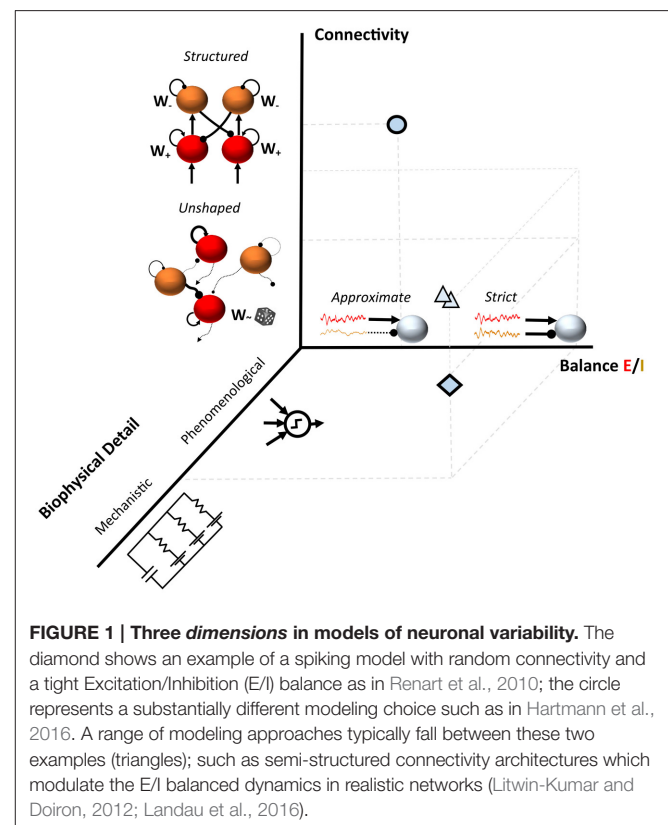 Connectivity
Structured
W- W-
W+ W+
Unshaped
W~
Approximate Strict
Balance E/I
Phenomenological
Biophysical Detail
Mechanistic
FIGURE 1 | Three dimensions in models of neuronal variability. The
diamond shows an example of a spiking model with random connectivity and
a tight Excitation/Inhibition (E/I) balance as in Renart et al., 2010; the circle
represents a substantially different modeling choice such as in Hartmann et al.,
2016. A range of modeling approaches typically fall between these two
examples (triangles); such as semi-structured connectivity architectures which
modulate the E/I balanced dynamics in realistic networks (Litwin-Kumar and
Doiron, 2012; Landau et al., 2016).